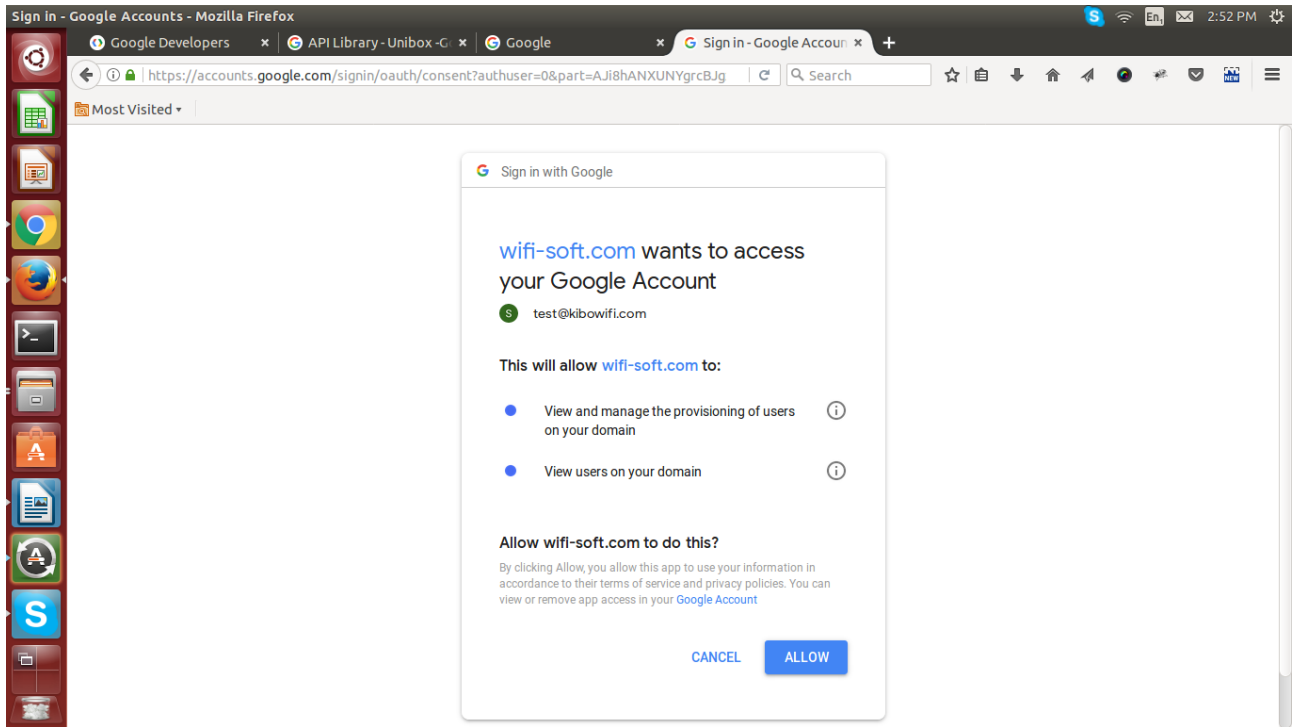 Sign in - Google Accounts - Mozilla Firefox
En
2:52 PM
Google Developers
API Library - Unibox - Go
Google
Sign in - Google Accoun
https://accounts.google.com/signin/oauth/consent?authuser=0&part=AJi8hANXUNYgrcBJg
Search
NEW
Most Visited
Sign in with Google
wifi-soft.com wants to access
your Google Account
S
test@kibowifi.com
This will allow wifi-soft.com to:
View and manage the provisioning of users
on your domain
View users on your domain
Allow wifi-soft.com to do this?
By clicking Allow, you allow this app to use your information in
accordance to their terms of service and privacy policies. You can
view or remove app access in your Google Account
CANCEL
ALLOW